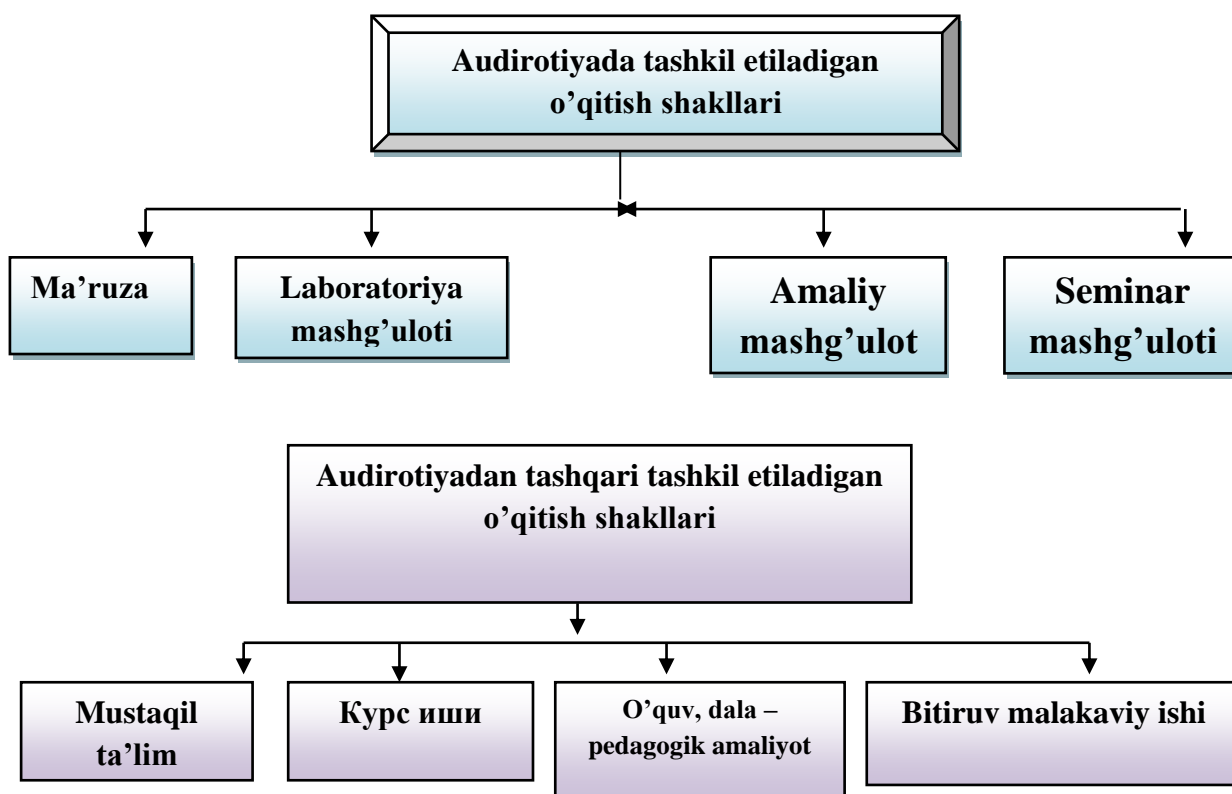 Audirotiyada tashkil etiladigan
o’qitish shakllari
Ma’ruza
Laboratoriya
mashg’uloti
Amaliy
mashg’ulot
Seminar
mashg’uloti
Audirotiyadan tashqari tashkil etiladigan
o’qitish shakllari
Mustaqil
ta’lim
Курс иши
O’quv, dala –
pedagogik amaliyot
Bitiruv malakaviy ishi